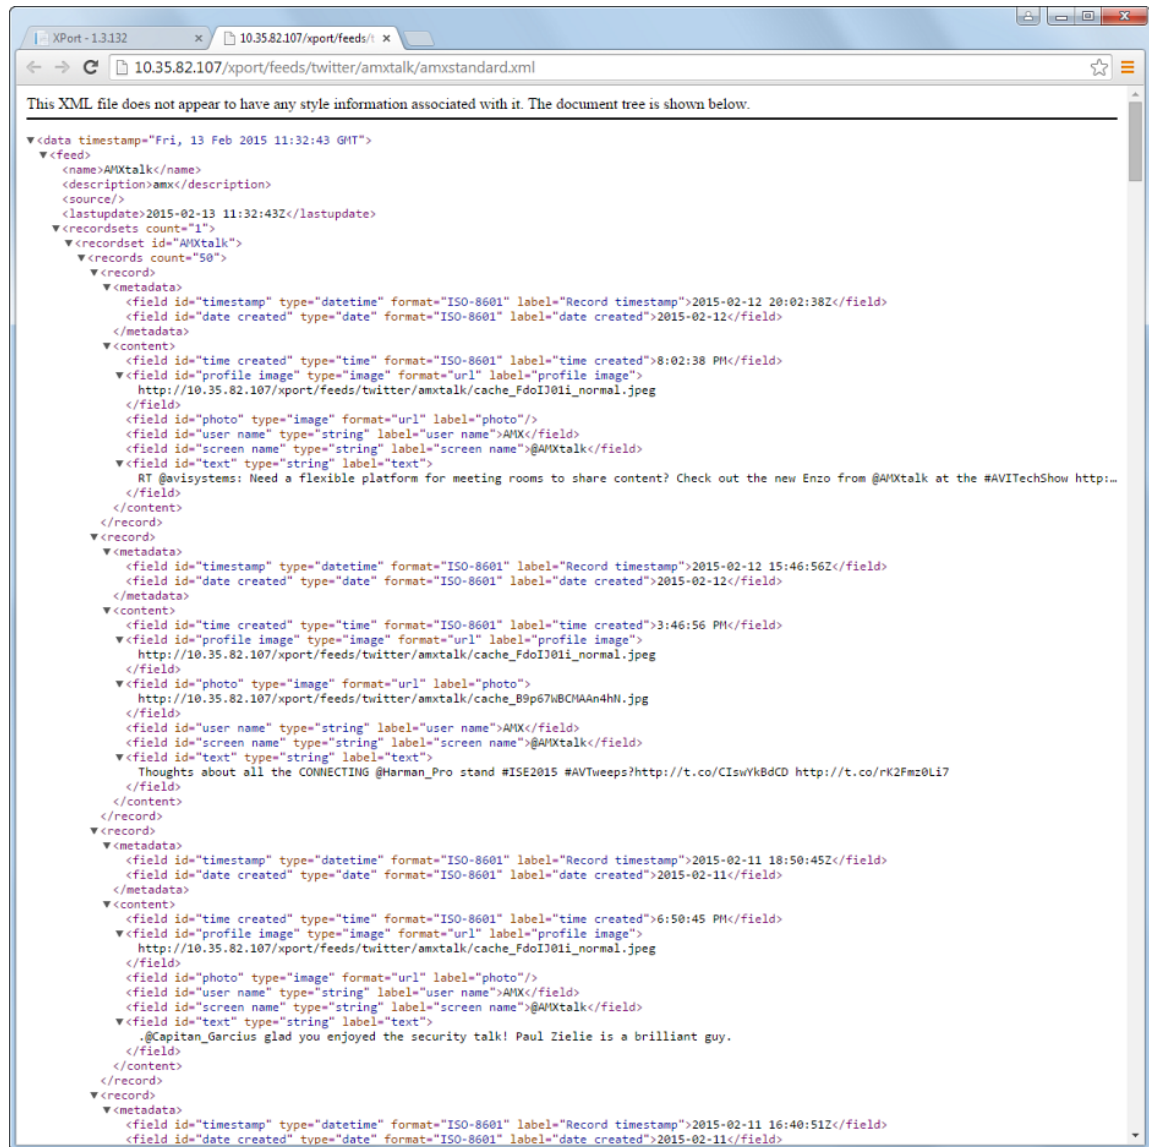 XPort - 1.3.132
10.35.82.107/xport/feeds/t
10.35.82.107/xport/feeds/twitter/amxtalk/amxstandard.xml
This XML file does not appear to have any style information associated with it. The document tree is shown below.
▼<data timestamp="Fri, 13 Feb 2015 11:32:43 GMT">
▼<feed>
<name>AMXtalk</name>
<description>amx</description>
<source/>
<lastupdate>2015-02-13 11:32:43Z</lastupdate>
▼<recordsets count="1">
▼<recordset id="AMXtalk">
▼<records count="50">
▼<record>
▼<metadata>
<field id="timestamp" type="datetime" format="ISO-8601" label="Record timestamp">2015-02-12 20:02:38Z</field>
<field id="date created" type="date" format="ISO-8601" label="date created">2015-02-12</field>
</metadata>
▼<content>
<field id="time created" type="time" format="ISO-8601" label="time created">8:02:38 PM</field>
▼<field id="profile image" type="image" format="url" label="profile image">
http://10.35.82.107/xport/feeds/twitter/amxtalk/cache_FdoIJ01i_normal.jpeg
</field>
<field id="photo" type="image" format="url" label="photo"/>
<field id="user name" type="string" label="user name">AMX</field>
<field id="screen name" type="string" label="screen name">@AMXtalk</field>
▼<field id="text" type="string" label="text">
RT @avisystems: Need a flexible platform for meeting rooms to share content? Check out the new Enzo from @AMXtalk at the #AVITechShow http:…
</field>
</content>
</record>
▼<record>
▼<metadata>
<field id="timestamp" type="datetime" format="ISO-8601" label="Record timestamp">2015-02-12 15:46:56Z</field>
<field id="date created" type="date" format="ISO-8601" label="date created">2015-02-12</field>
</metadata>
▼<content>
<field id="time created" type="time" format="ISO-8601" label="time created">3:46:56 PM</field>
▼<field id="profile image" type="image" format="url" label="profile image">
http://10.35.82.107/xport/feeds/twitter/amxtalk/cache_FdoIJ01i_normal.jpeg
</field>
▼<field id="photo" type="image" format="url" label="photo">
http://10.35.82.107/xport/feeds/twitter/amxtalk/cache_B9p67WBCMAAn4hN.jpg
</field>
<field id="user name" type="string" label="user name">AMX</field>
<field id="screen name" type="string" label="screen name">@AMXtalk</field>
▼<field id="text" type="string" label="text">
Thoughts about all the CONNECTING @Harman_Pro stand #ISE2015 #AVTweeps?http://t.co/CIswYkBdCD http://t.co/rK2Fmz0Li7
</field>
</content>
</record>
▼<record>
▼<metadata>
<field id="timestamp" type="datetime" format="ISO-8601" label="Record timestamp">2015-02-11 18:50:45Z</field>
<field id="date created" type="date" format="ISO-8601" label="date created">2015-02-11</field>
</metadata>
▼<content>
<field id="time created" type="time" format="ISO-8601" label="time created">6:50:45 PM</field>
▼<field id="profile image" type="image" format="url" label="profile image">
http://10.35.82.107/xport/feeds/twitter/amxtalk/cache_FdoIJ01i_normal.jpeg
</field>
<field id="photo" type="image" format="url" label="photo"/>
<field id="user name" type="string" label="user name">AMX</field>
<field id="screen name" type="string" label="screen name">@AMXtalk</field>
▼<field id="text" type="string" label="text">
.@Capitan_Garcius glad you enjoyed the security talk! Paul Zielie is a brilliant guy.
</field>
</content>
</record>
▼<record>
▼<metadata>
<field id="timestamp" type="datetime" format="ISO-8601" label="Record timestamp">2015-02-11 16:40:51Z</field>
<field id="date created" type="date" format="ISO-8601" label="date created">2015-02-11</field>